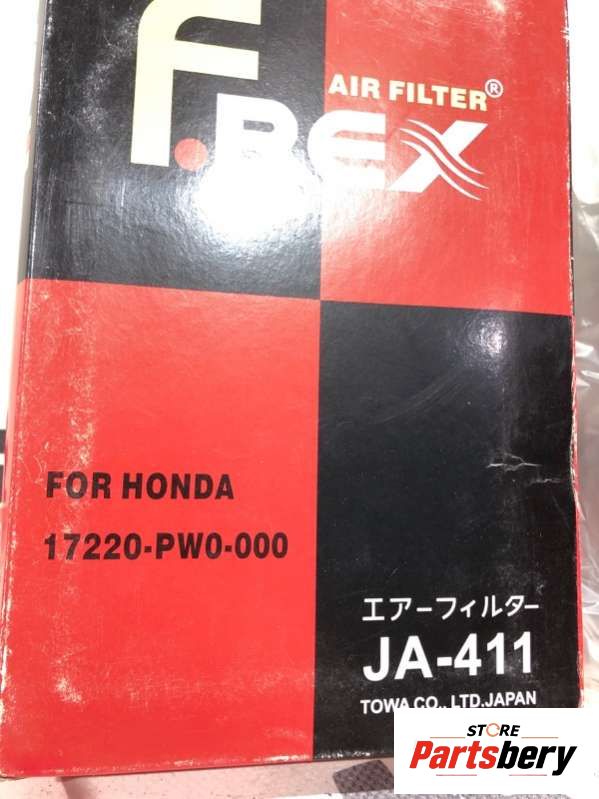 AIR FILTER®
F.BEX
FOR HONDA
17220-PW0-000
エアーフィルター
JA-411
TOWA CO., LTD.JAPAN
STORE
Partsbery